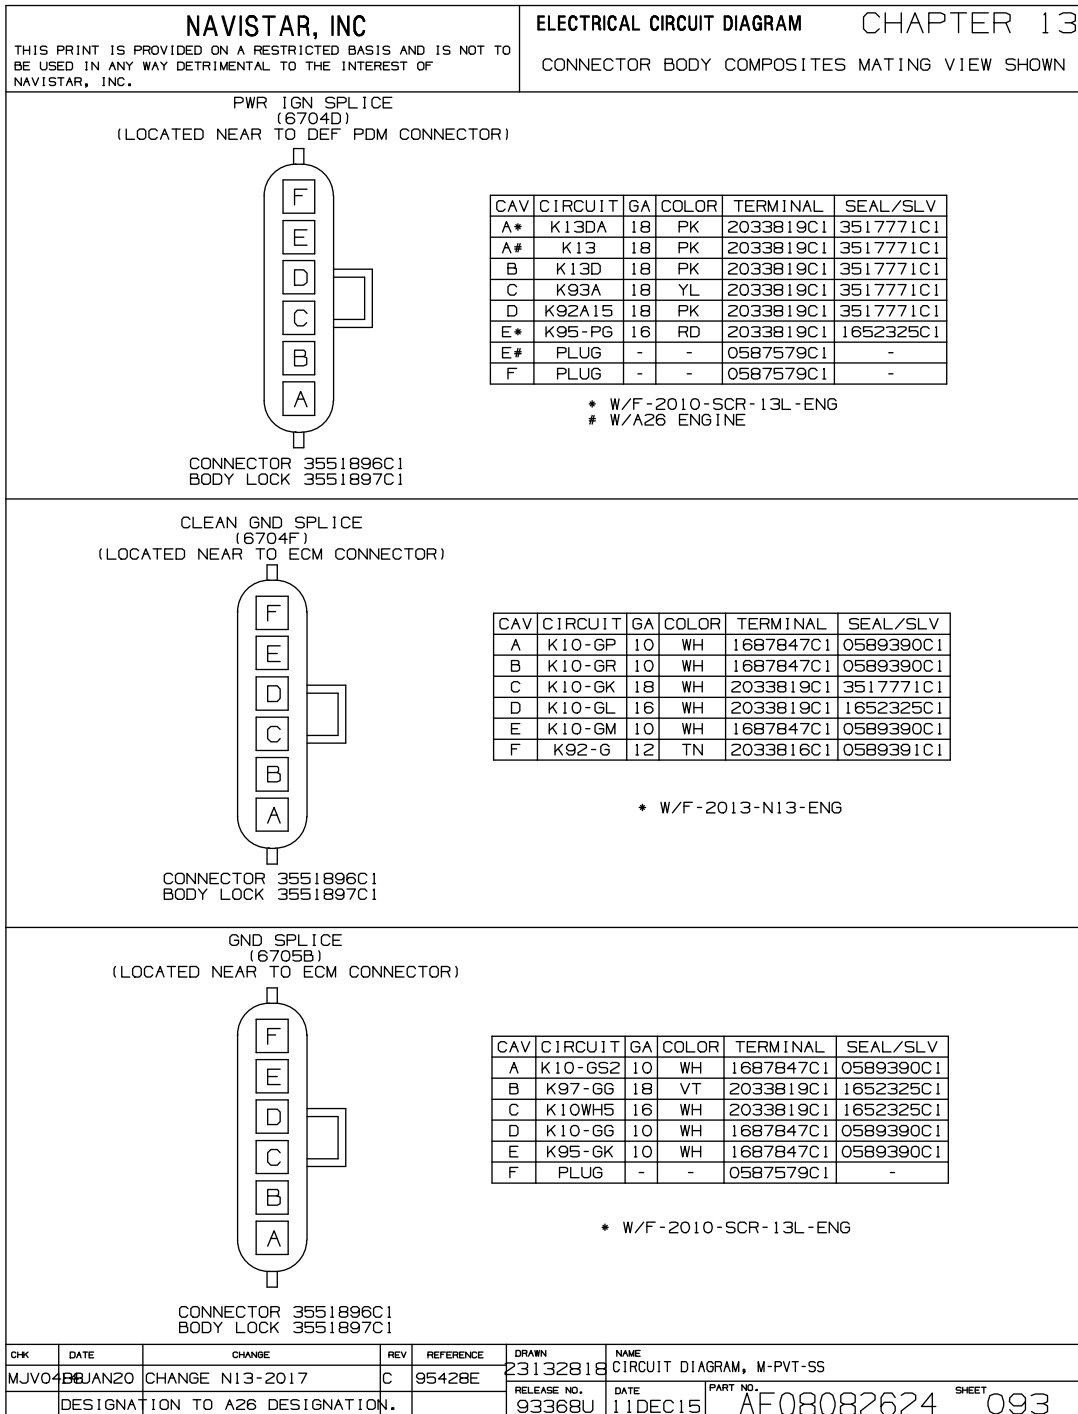 NAVISTAR, INC
THIS PRINT IS PROVIDED ON A RESTRICTED BASIS AND IS NOT TO
BE USED IN ANY WAY DETRIMENTAL TO THE INTEREST OF
NAVISTAR, INC.
ELECTRICAL CIRCUIT DIAGRAM CHAPTER 13
CONNECTOR BODY COMPOSITES MATING VIEW SHOWN
PWR IGN SPLICE
(6704D)
(LOCATED NEAR TO DEF PDM CONNECTOR)
F
E
D
C
B
A
CONNECTOR 3551896C1
BODY LOCK 3551897C1
CAV CIRCUIT GA COLOR TERMINAL SEAL/SLV
A* K13DA 18 PK 2033819C1 3517771C1
A# K13 18 PK 2033819C1 3517771C1
B K13D 18 PK 2033819C1 3517771C1
C K93A 18 YL 2033819C1 3517771C1
D K92A15 18 PK 2033819C1 3517771C1
E* K95-PG 16 RD 2033819C1 1652325C1
E# PLUG - - 0587579C1 -
F PLUG - - 0587579C1 -
* W/F-2010-SCR-13L-ENG
# W/A26 ENGINE
CLEAN GND SPLICE
(6704F)
(LOCATED NEAR TO ECM CONNECTOR)
F
E
D
C
B
A
CONNECTOR 3551896C1
BODY LOCK 3551897C1
CAV CIRCUIT GA COLOR TERMINAL SEAL/SLV
A K10-GP 10 WH 1687847C1 0589390C1
B K10-GR 10 WH 1687847C1 0589390C1
C K10-GK 18 WH 2033819C1 3517771C1
D K10-GL 16 WH 2033819C1 1652325C1
E K10-GM 10 WH 1687847C1 0589390C1
F K92-G 12 TN 2033816C1 0589391C1
* W/F-2013-N13-ENG
GND SPLICE
(6705B)
(LOCATED NEAR TO ECM CONNECTOR)
F
E
D
C
B
A
CONNECTOR 3551896C1
BODY LOCK 3551897C1
CAV CIRCUIT GA COLOR TERMINAL SEAL/SLV
A K10-GS2 10 WH 1687847C1 0589390C1
B K97-GG 18 VT 2033819C1 1652325C1
C K10WH5 16 WH 2033819C1 1652325C1
D K10-GG 10 WH 1687847C1 0589390C1
E K95-GK 10 WH 1687847C1 0589390C1
F PLUG - - 0587579C1 -
* W/F-2010-SCR-13L-ENG
CHK DATE CHANGE REV REFERENCE
CHANGE N13-2017 C 95428E
DESIGNATION TO A26 DESIGNATION.
DRAWN
23132818
NAME
CIRCUIT DIAGRAM, M-PVT-SS
RELEASE NO.
93368U
DATE
11DEC15
PART NO.
AF08087674
SHEET
093